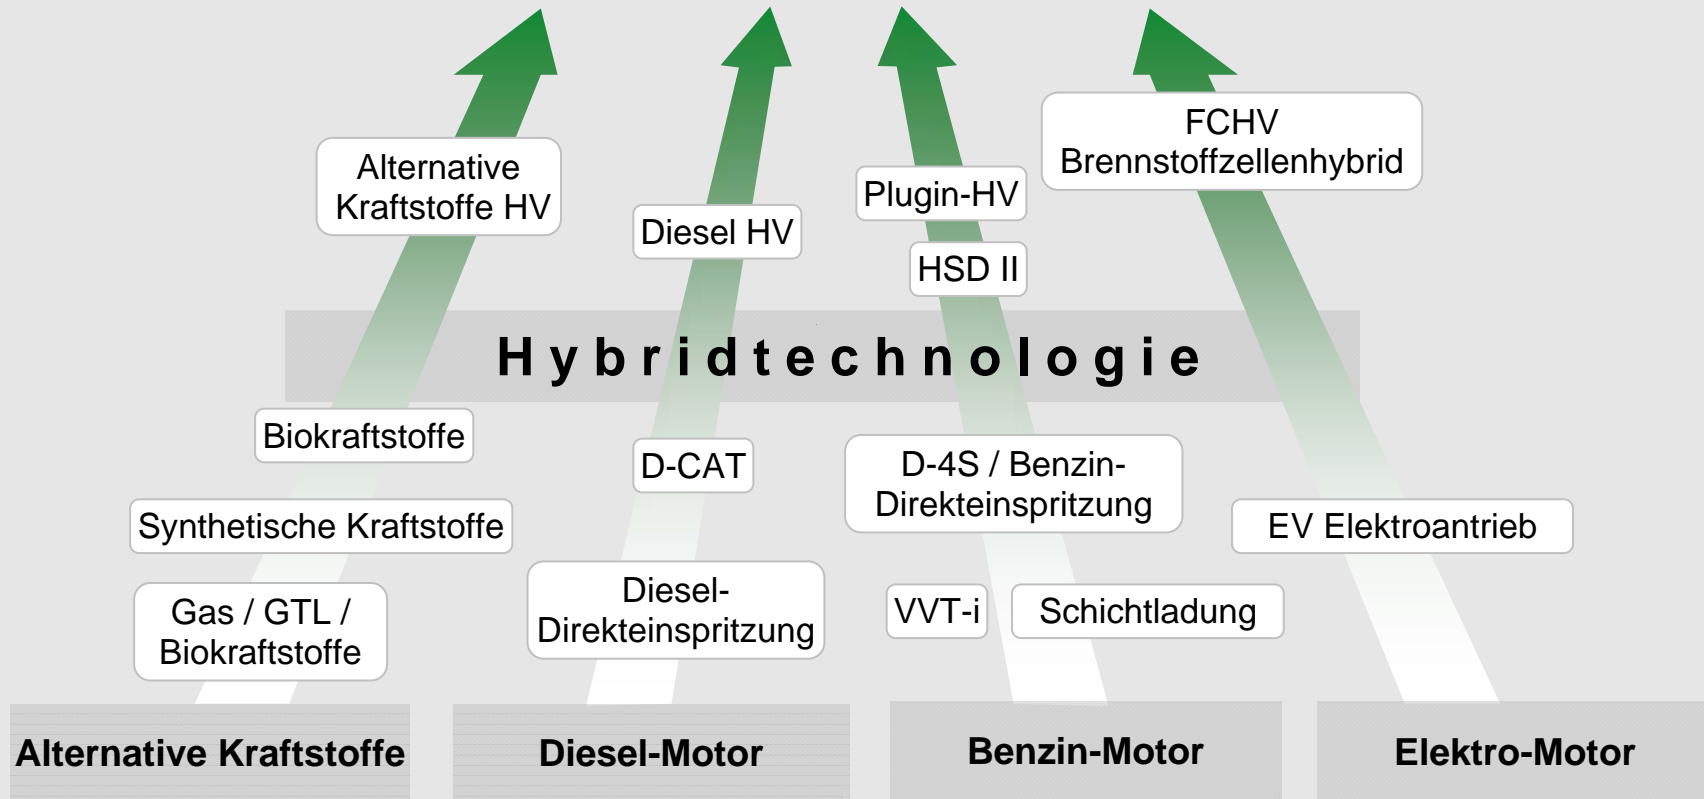 Alternative
Kraftstoffe HV
Diesel HV
Plugin-HV
HSD II
FCHV
Brennstoffzellenhybrid
Hybridtechnologie
Biokraftstoffe
Synthetische Kraftstoffe
Gas / GTL /
Biokraftstoffe
D-CAT
Diesel-
Direkteinspritzung
D-4S / Benzin-
Direkteinspritzung
VVT-i
Schichtladung
EV Elektroantrieb
Alternative Kraftstoffe
Diesel-Motor
Benzin-Motor
Elektro-Motor